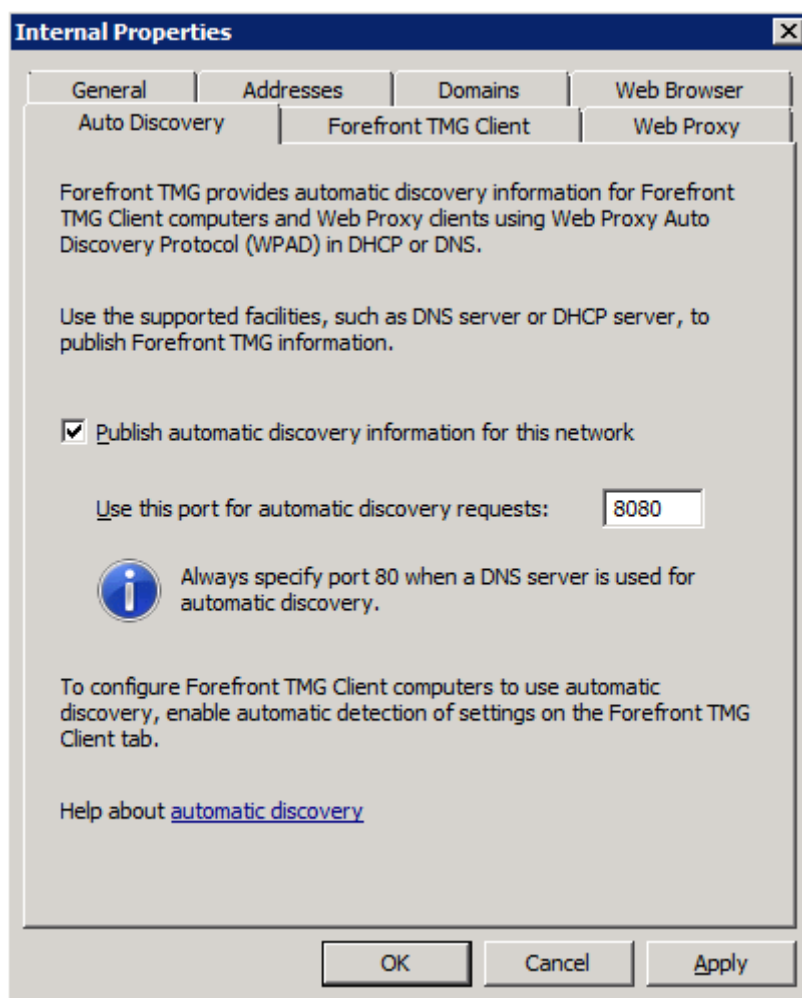 Internal Properties
General
Addresses
Domains
Web Browser
Auto Discovery
Forefront TMG Client
Web Proxy
Forefront TMG provides automatic discovery information for Forefront
TMG Client computers and Web Proxy clients using Web Proxy Auto
Discovery Protocol (WPAD) in DHCP or DNS.
Use the supported facilities, such as DNS server or DHCP server, to
publish Forefront TMG information.
Publish automatic discovery information for this network
Use this port for automatic discovery requests:
8080
Always specify port 80 when a DNS server is used for
automatic discovery.
To configure Forefront TMG Client computers to use automatic
discovery, enable automatic detection of settings on the Forefront TMG
Client tab.
Help about automatic discovery
OK
Cancel
Apply